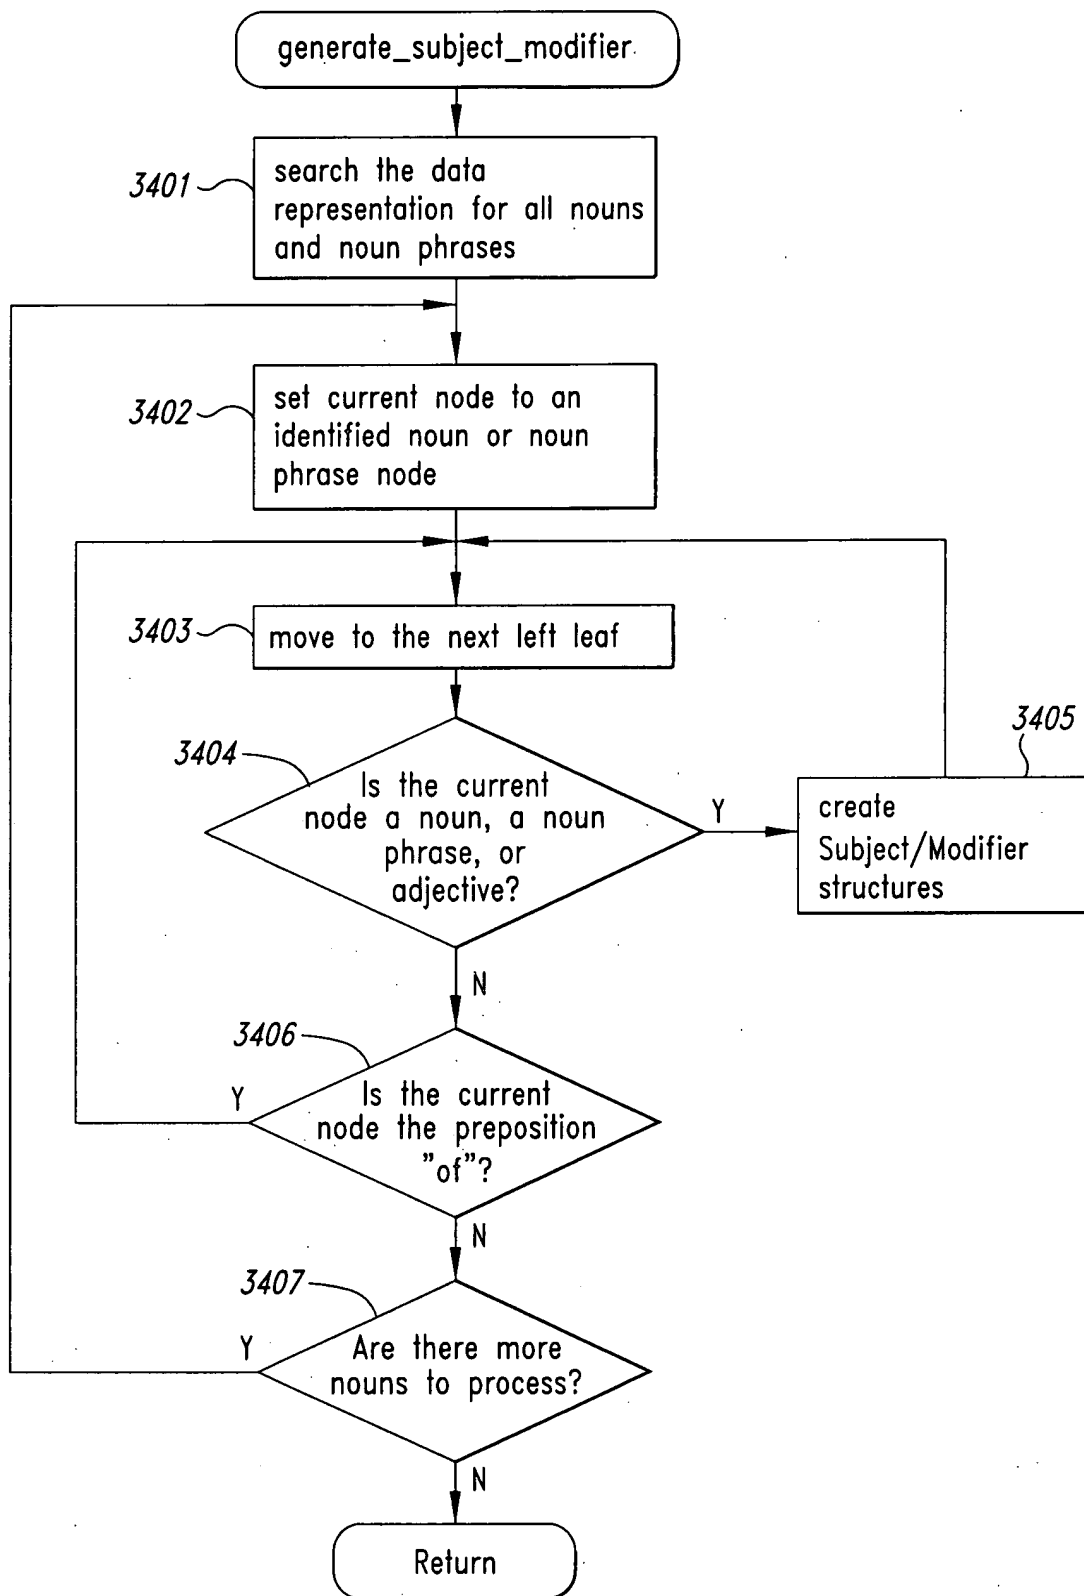 generate_subject_modifier
3401
search the data
representation for all nouns
and noun phrases
3402
set current node to an
identified noun or noun
phrase node
3403
move to the next left leaf
3404
Is the current
node a noun, a noun
phrase, or
adjective?
Y
3405
create
Subject/Modifier
structures
N
3406
Is the current
node the preposition
"of"?
Y
N
3407
Are there more
nouns to process?
Y
N
Return